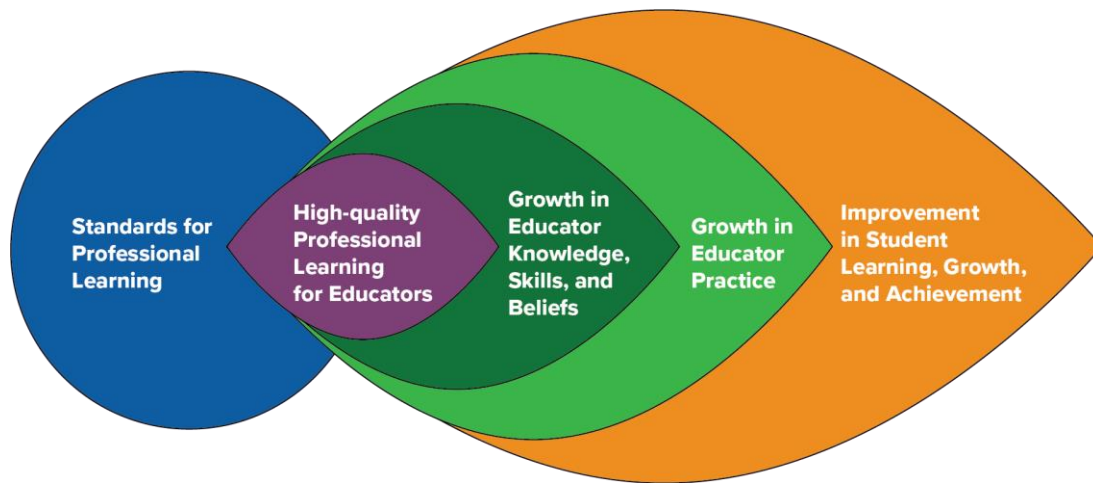 Standards for
Professional
Learning
High-quality
Professional
Learning
for Educators
Growth in
Educator
Knowledge,
Skills, and
Beliefs
Growth in
Educator
Practice
Improvement
in Student
Learning, Growth,
and Achievement